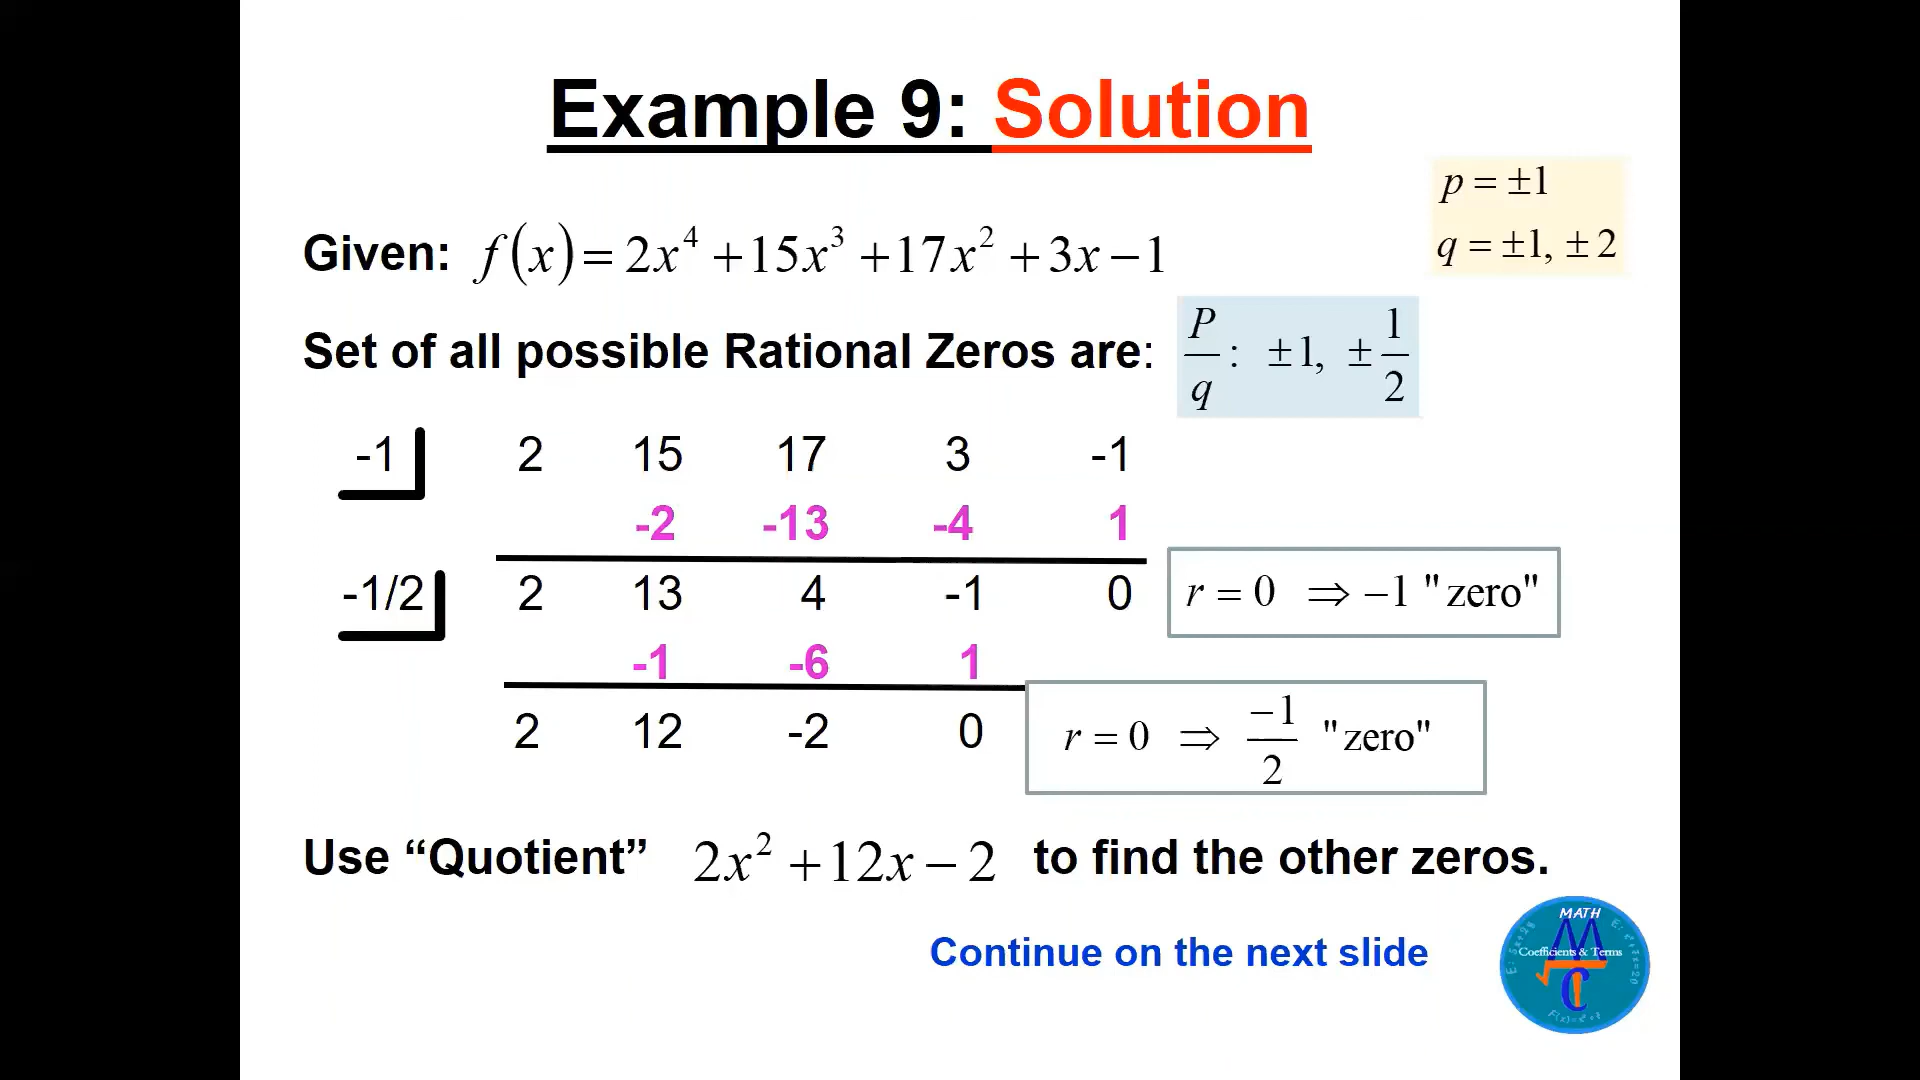 Example 9: Solution
p = ±1
q = ±1, ±2
Given: f(x) = 2x⁴ + 15x³ + 17x² + 3x − 1
Set of all possible Rational Zeros are: P/q : ±1, ±1/2
-1 2 15 17 3 -1
-2 -13 -4 1
-1/2 2 13 4 -1 0 r = 0 ⇒ −1 "zero"
-1 -6 1
2 12 -2 0 r = 0 ⇒ −1/2 "zero"
Use “Quotient” 2x² + 12x − 2 to find the other zeros.
Continue on the next slide
MATH
Coefficients & Terms